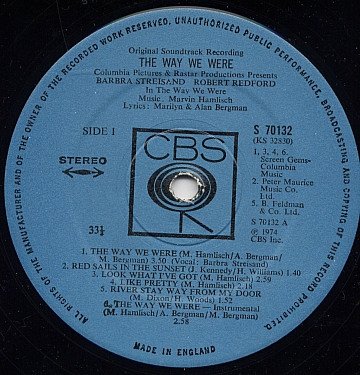 ALL RIGHTS OF THE MANUFACTURER AND OF THE OWNER OF THE RECORDED WORK RESERVED. UNAUTHORIZED PUBLIC PERFORMANCE, BROADCASTING AND COPYING OF THIS RECORD PROHIBITED.
Original Soundtrack Recording
THE WAY WE WERE
Columbia Pictures & Rastar Productions Presents
BARBRA STREISAND ROBERT REDFORD
In The Way We Were
Music: Marvin Hamlisch
Lyrics: Marilyn & Alan Bergman
SIDE 1
STEREO
33⅓
CBS
S 70132
(KS 32830)
1, 3, 4, 6.
Screen Gems-
Columbia
Music
2. Peter Maurice
Music Co.
Ltd.
5. B. Feldman
& Co. Ltd.
S 70132 A
℗ 1974
CBS Inc.
1. THE WAY WE WERE (M. Hamlisch/A. Bergman/
M. Bergman) 3.50 (Vocal: Barbra Streisand)
2. RED SAILS IN THE SUNSET (J. Kennedy/H. Williams) 1.40
3. LOOK WHAT I'VE GOT (M. Hamlisch) 2.59
4. LIKE PRETTY (M. Hamlisch) 2.18
5. RIVER STAY WAY FROM MY DOOR
(M. Dixon/H. Woods) 1.52
6. THE WAY WE WERE—Instrumental
(M. Hamlisch/A. Bergman/M. Bergman)
2.58
MADE IN ENGLAND